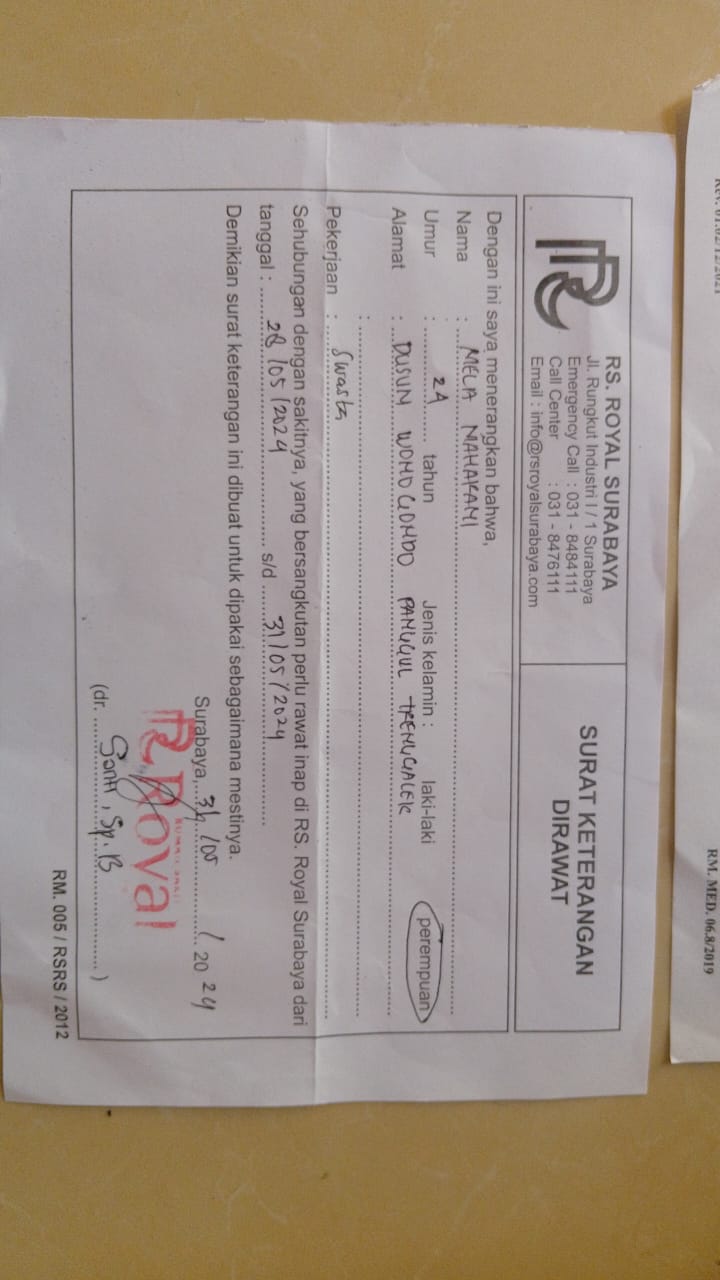 RS. ROYAL SURABAYA
Jl. Rungkut Industri I / 1 Surabaya
Emergency Call : 031 - 8484111
Call Center : 031 - 8476111
Email : info@rsroyalsurabaya.com
SURAT KETERANGAN
DIRAWAT
Dengan ini saya menerangkan bahwa,
Nama : MELA MAHAKAMI
Umur : 24 tahun Jenis kelamin : laki-laki perempuan
Alamat : DUSUN WONOGONDO PANGGUL TRENGGALEK
:
Pekerjaan : Swasta
Sehubungan dengan sakitnya, yang bersangkutan perlu rawat inap di RS. Royal Surabaya dari
tanggal : 28/05/2024 s/d 31/05/2024
Demikian surat keterangan ini dibuat untuk dipakai sebagaimana mestinya.
Surabaya, 31/05 / 20 24
Royal
(dr. Santi, Sp.B )
RM. 005 / RSRS / 2012
RM. MED. 06.8/2019